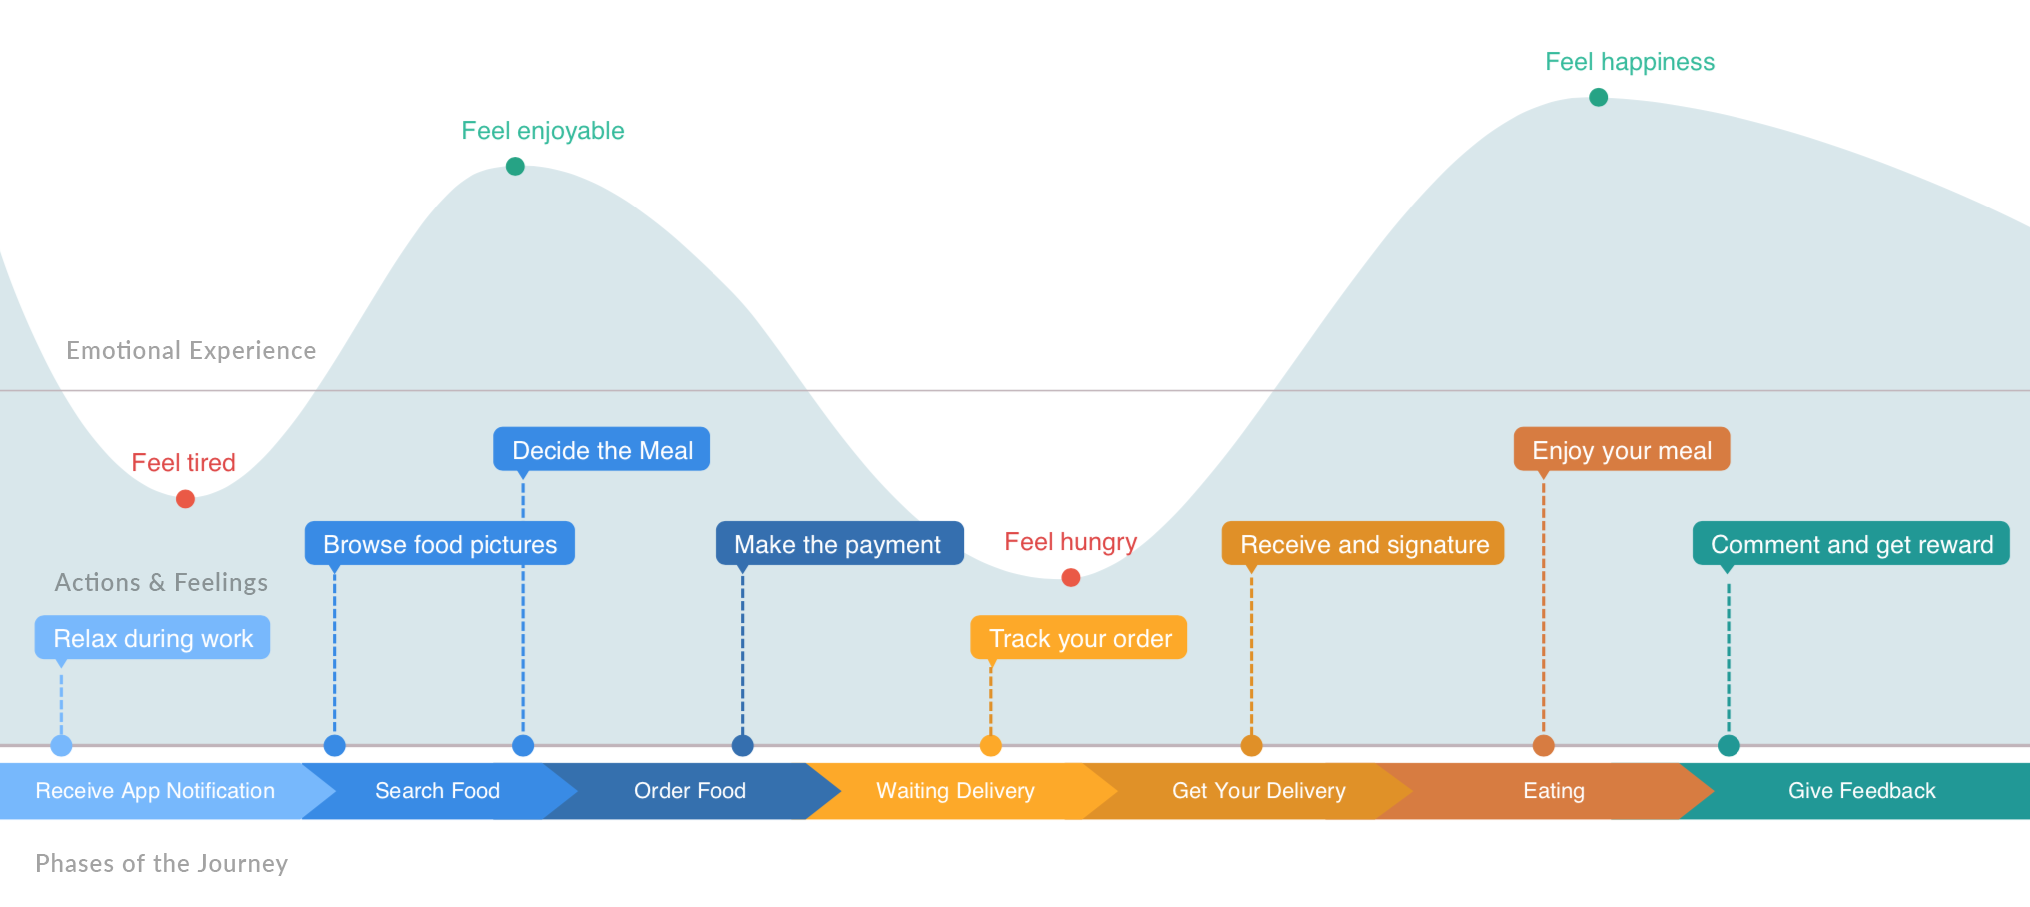 Feel happiness
Feel enjoyable
Emotional Experience
Feel tired
Decide the Meal
Enjoy your meal
Browse food pictures
Make the payment
Feel hungry
Receive and signature
Comment and get reward
Actions & Feelings
Relax during work
Track your order
Receive App Notification
Search Food
Order Food
Waiting Delivery
Get Your Delivery
Eating
Give Feedback
Phases of the Journey